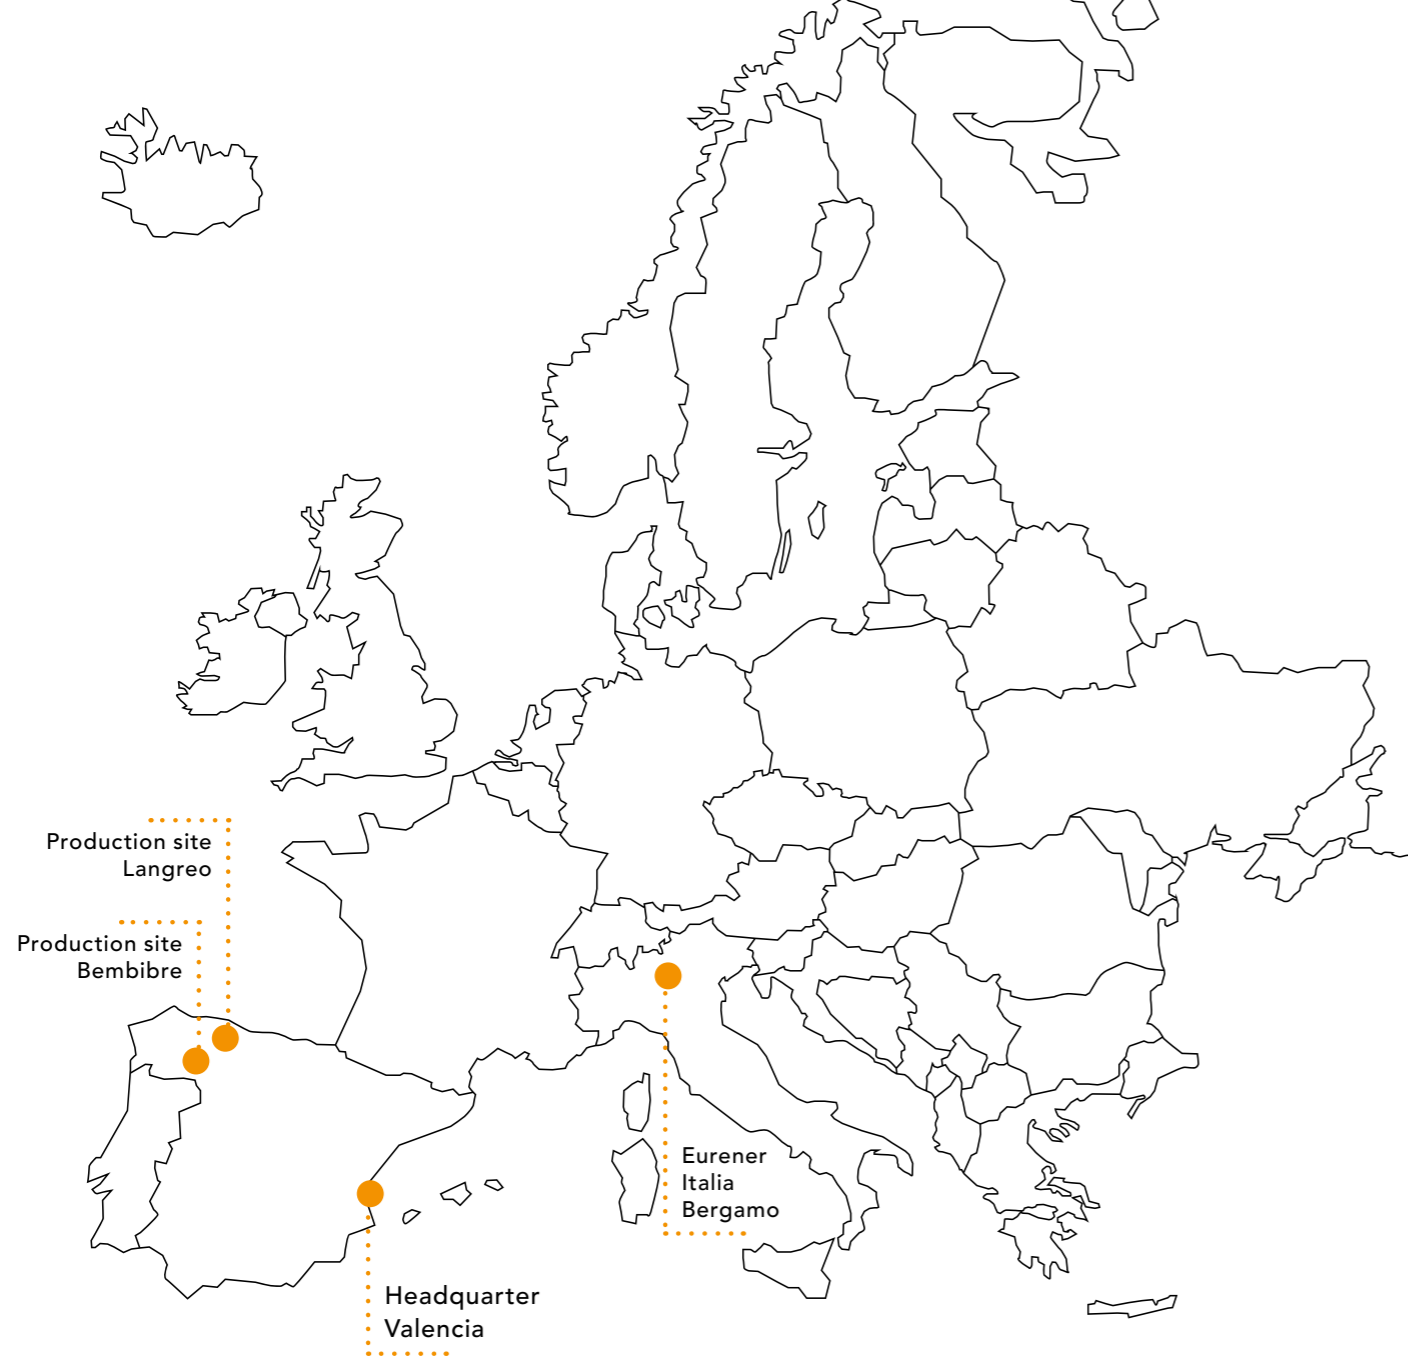 Production site
Langreo
Production site
Bembibre
Eurener
Italia
Bergamo
Headquarter
Valencia